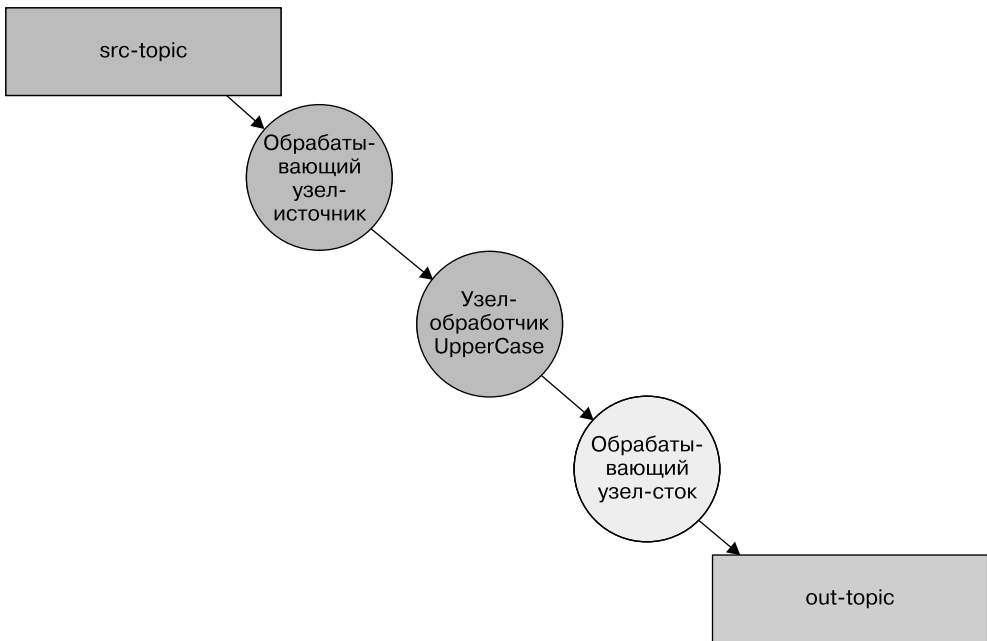 src-topic
Обрабаты-
вающий
узел-
источник
Узел-
обработчик
UpperCase
Обрабаты-
вающий
узел-сток
out-topic